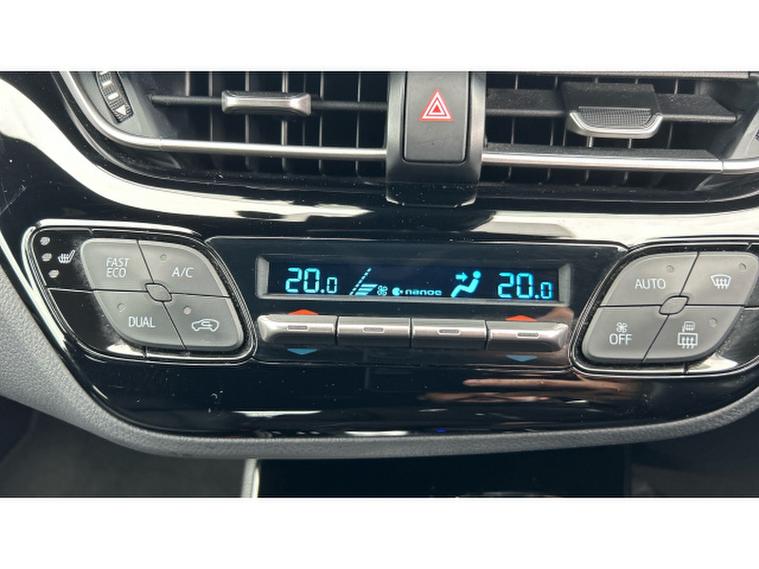 FAST
ECO
A/C
DUAL
20.0
nanoe
20.0
AUTO
OFF